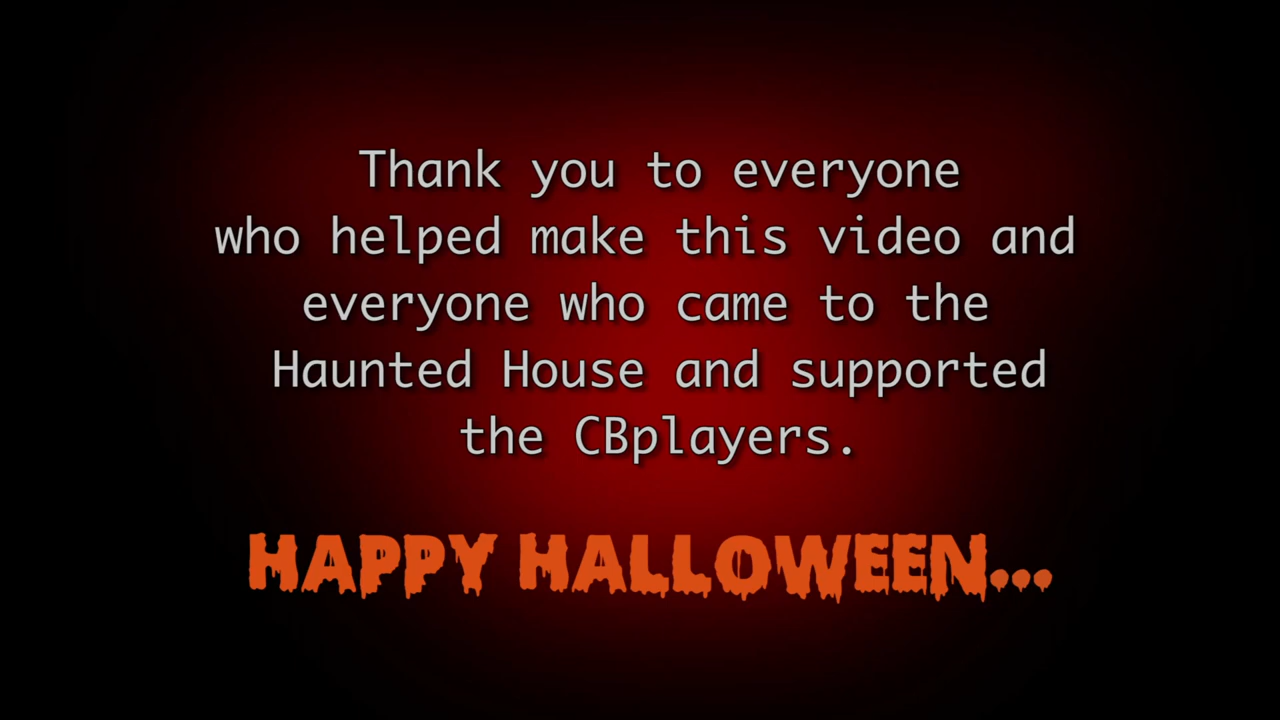 Thank you to everyone
who helped make this video and
everyone who came to the
Haunted House and supported
the CBplayers.
HAPPY HALLOWEEN...